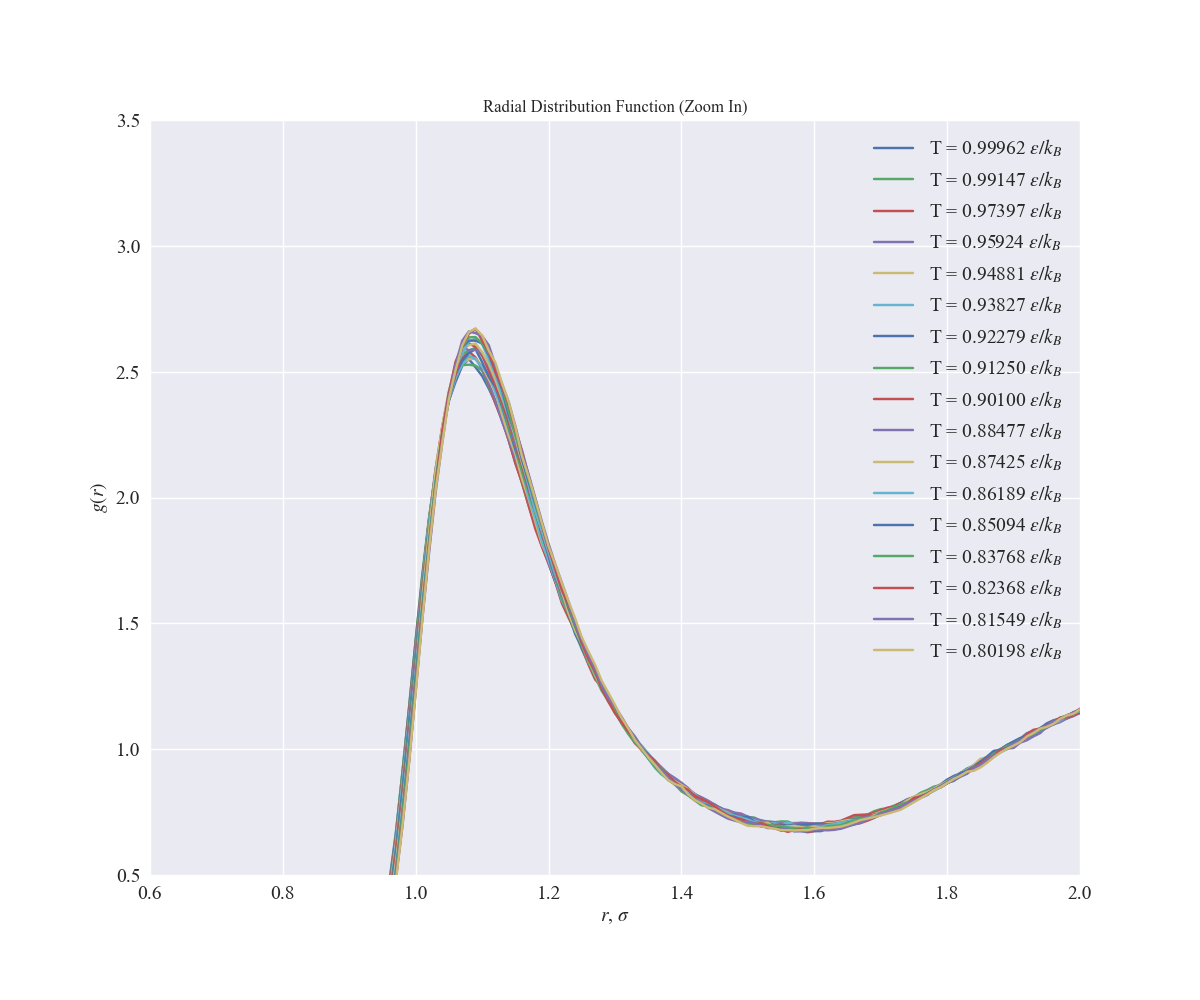 Radial Distribution Function (Zoom In)
3.5
3.0
2.5
2.0
1.5
1.0
0.5
g(r)
T = 0.99962 ε/k_B
T = 0.99147 ε/k_B
T = 0.97397 ε/k_B
T = 0.95924 ε/k_B
T = 0.94881 ε/k_B
T = 0.93827 ε/k_B
T = 0.92279 ε/k_B
T = 0.91250 ε/k_B
T = 0.90100 ε/k_B
T = 0.88477 ε/k_B
T = 0.87425 ε/k_B
T = 0.86189 ε/k_B
T = 0.85094 ε/k_B
T = 0.83768 ε/k_B
T = 0.82368 ε/k_B
T = 0.81549 ε/k_B
T = 0.80198 ε/k_B
0.6 0.8 1.0 1.2 1.4 1.6 1.8 2.0
r, σ